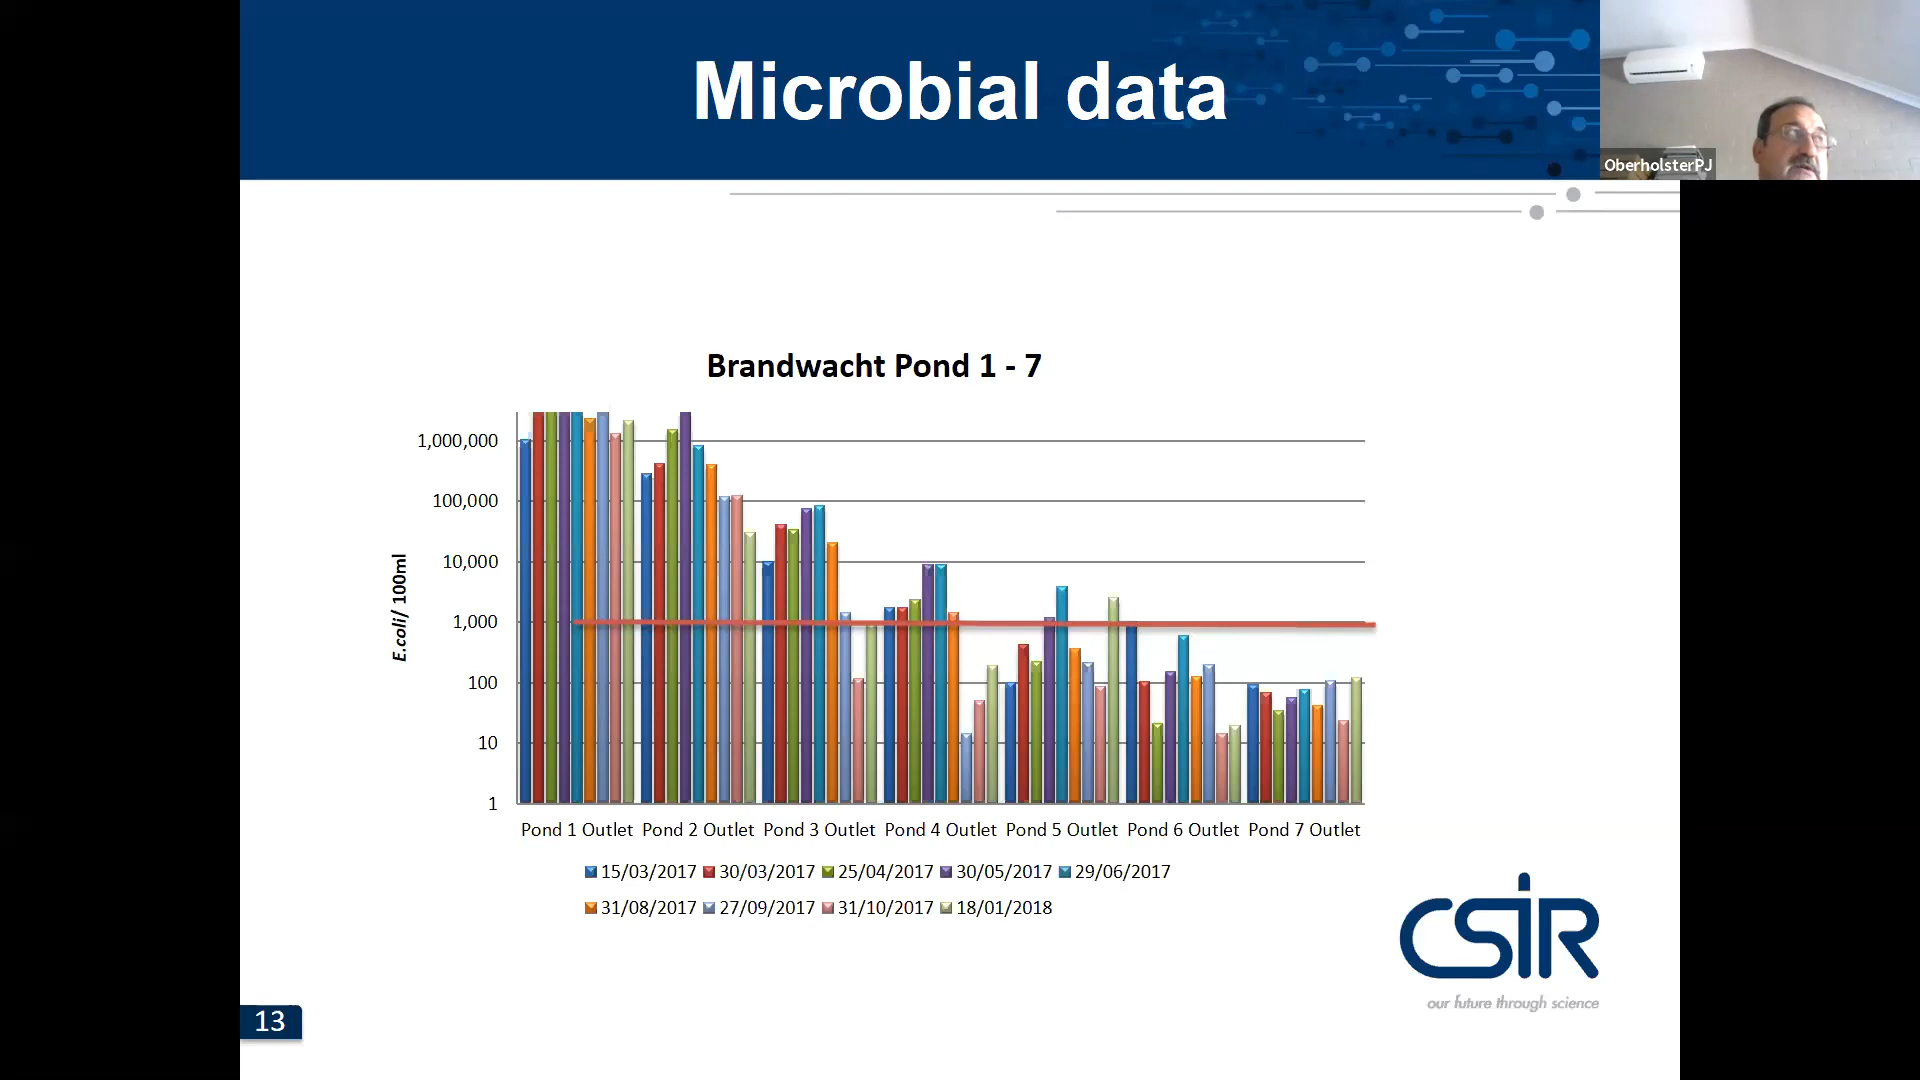 Microbial data
OberholsterPJ
Brandwacht Pond 1 - 7
E.coli/ 100ml
1,000,000
100,000
10,000
1,000
100
10
1
Pond 1 Outlet Pond 2 Outlet Pond 3 Outlet Pond 4 Outlet Pond 5 Outlet Pond 6 Outlet Pond 7 Outlet
15/03/2017 30/03/2017 25/04/2017 30/05/2017 29/06/2017
31/08/2017 27/09/2017 31/10/2017 18/01/2018
CSIR
our future through science
13